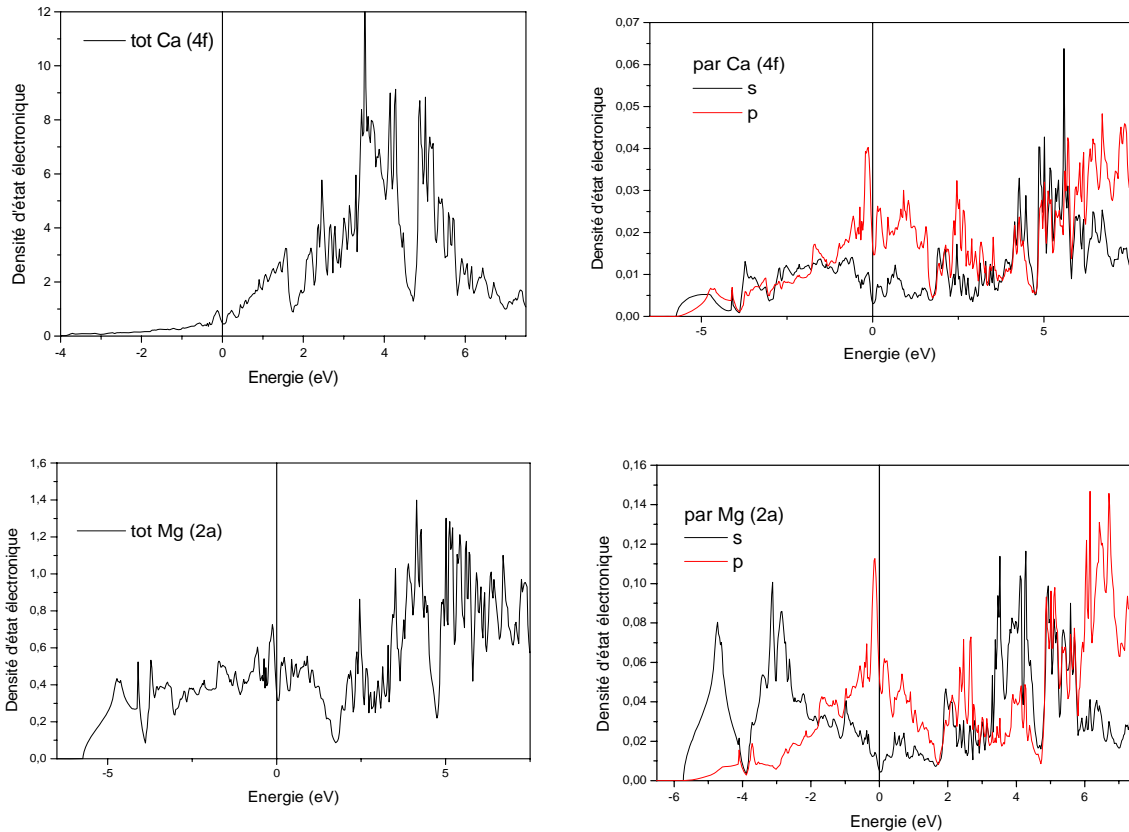 tot Ca (4f)
Densité d'état électronique
12
10
8
6
4
2
0
-4 -2 0 2 4 6
Energie (eV)
par Ca (4f)
s
p
Densité d'état électronique
0,07
0,06
0,05
0,04
0,03
0,02
0,01
0,00
-5 0 5
Energie (eV)
tot Mg (2a)
Densité d'état électronique
1,6
1,4
1,2
1,0
0,8
0,6
0,4
0,2
0,0
-5 0 5
Energie (eV)
par Mg (2a)
s
p
Densité d'état électronique
0,16
0,14
0,12
0,10
0,08
0,06
0,04
0,02
0,00
-6 -4 -2 0 2 4 6
Energie (eV)